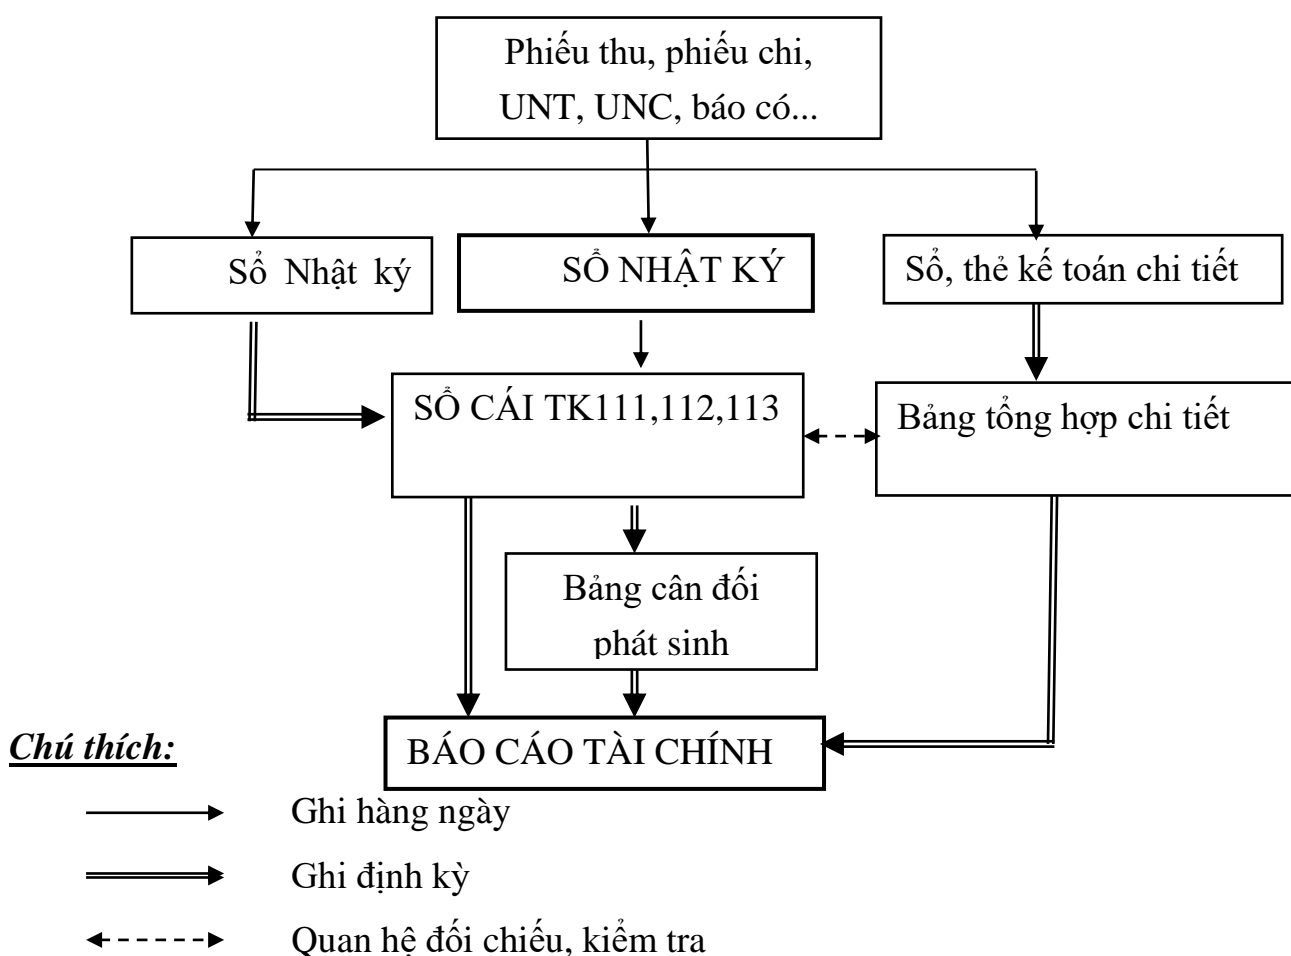 Phiếu thu, phiếu chi,
UNT, UNC, báo có...
Sổ Nhật ký
SỔ NHẬT KÝ
Sổ, thẻ kế toán chi tiết
SỔ CÁI TK111,112,113
Bảng tổng hợp chi tiết
Bảng cân đối
phát sinh
BÁO CÁO TÀI CHÍNH
Chú thích:
Ghi hàng ngày
Ghi định kỳ
Quan hệ đối chiếu, kiểm tra